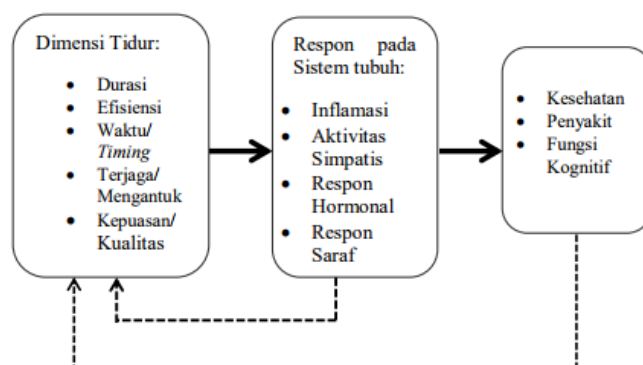 Dimensi Tidur:
• Durasi
• Efisiensi
• Waktu/
Timing
• Terjaga/
Mengantuk
• Kepuasan/
Kualitas
Respon pada
Sistem tubuh:
• Inflamasi
• Aktivitas
Simpatis
• Respon
Hormonal
• Respon
Saraf
• Kesehatan
• Penyakit
• Fungsi
Kognitif